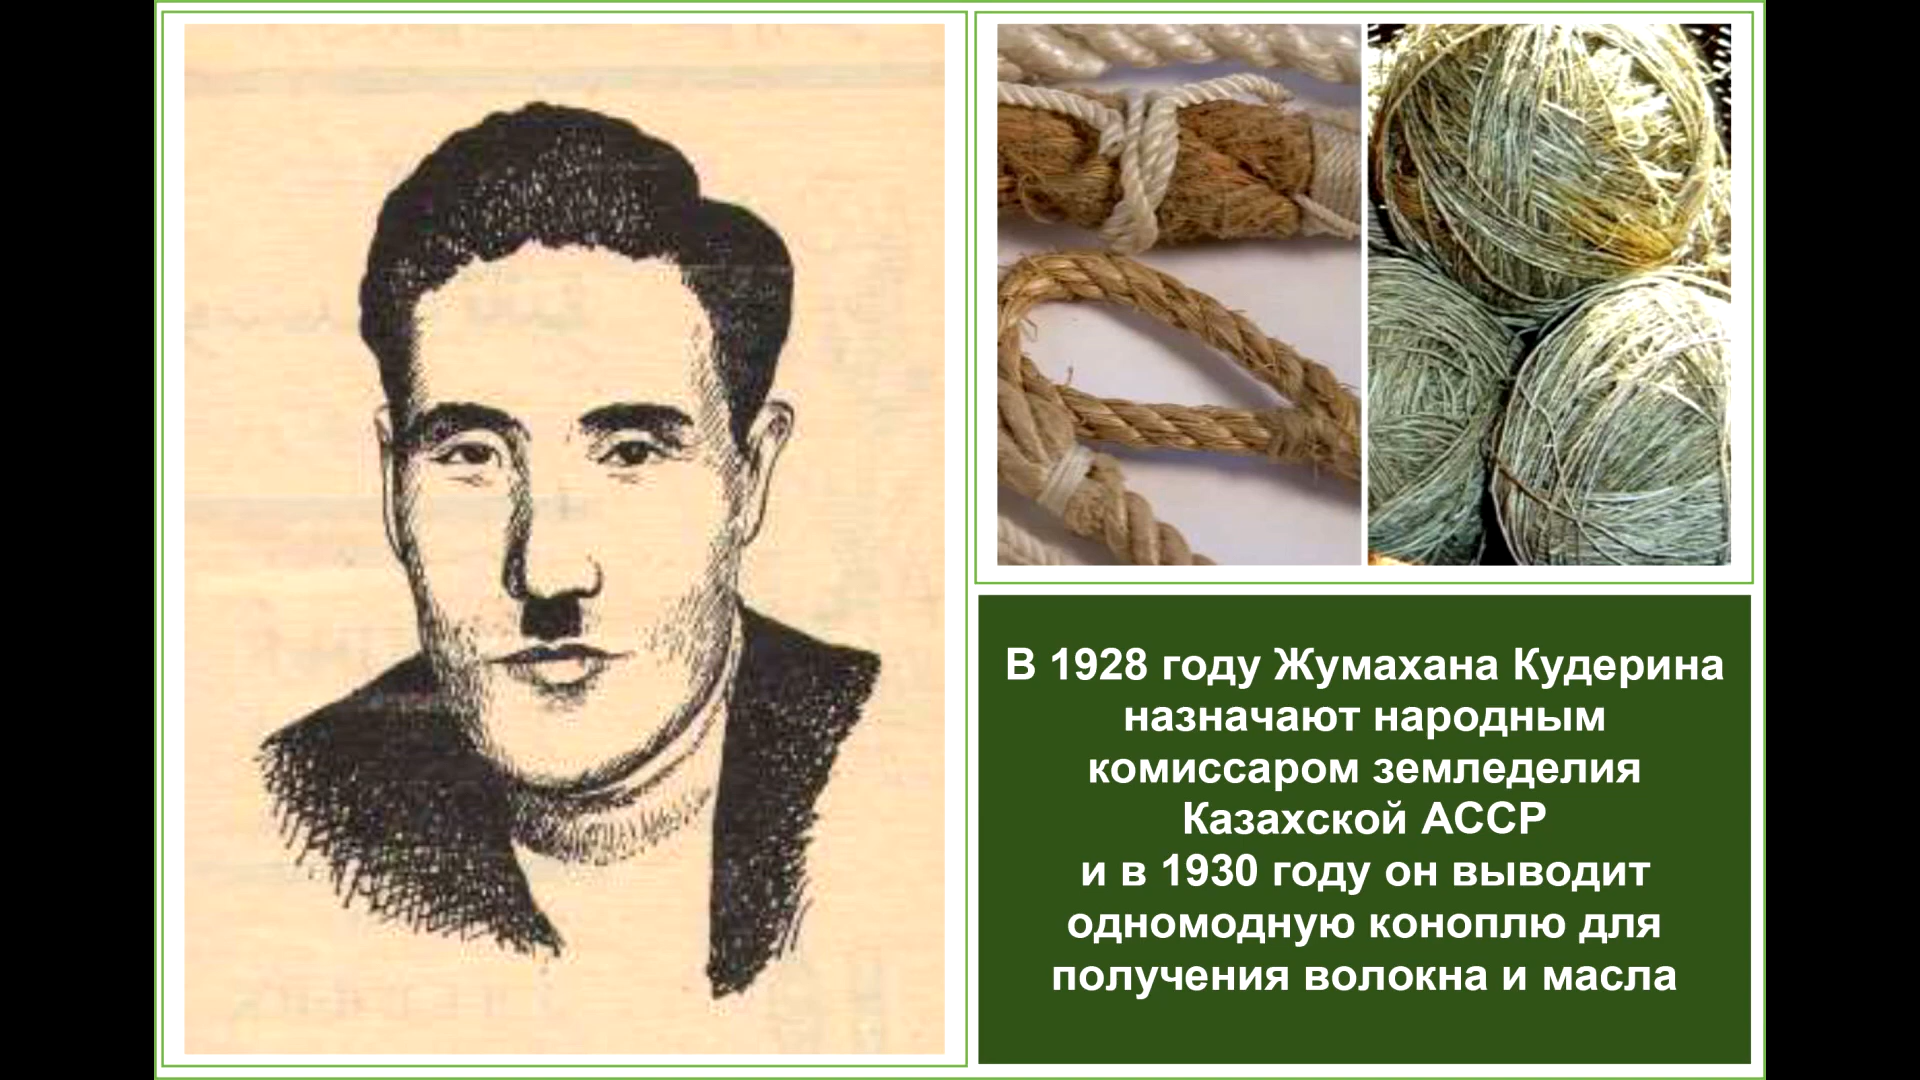 В 1928 году Жумахана Кудерина
назначают народным
комиссаром земледелия
Казахской АССР
и в 1930 году он выводит
одномодную коноплю для
получения волокна и масла